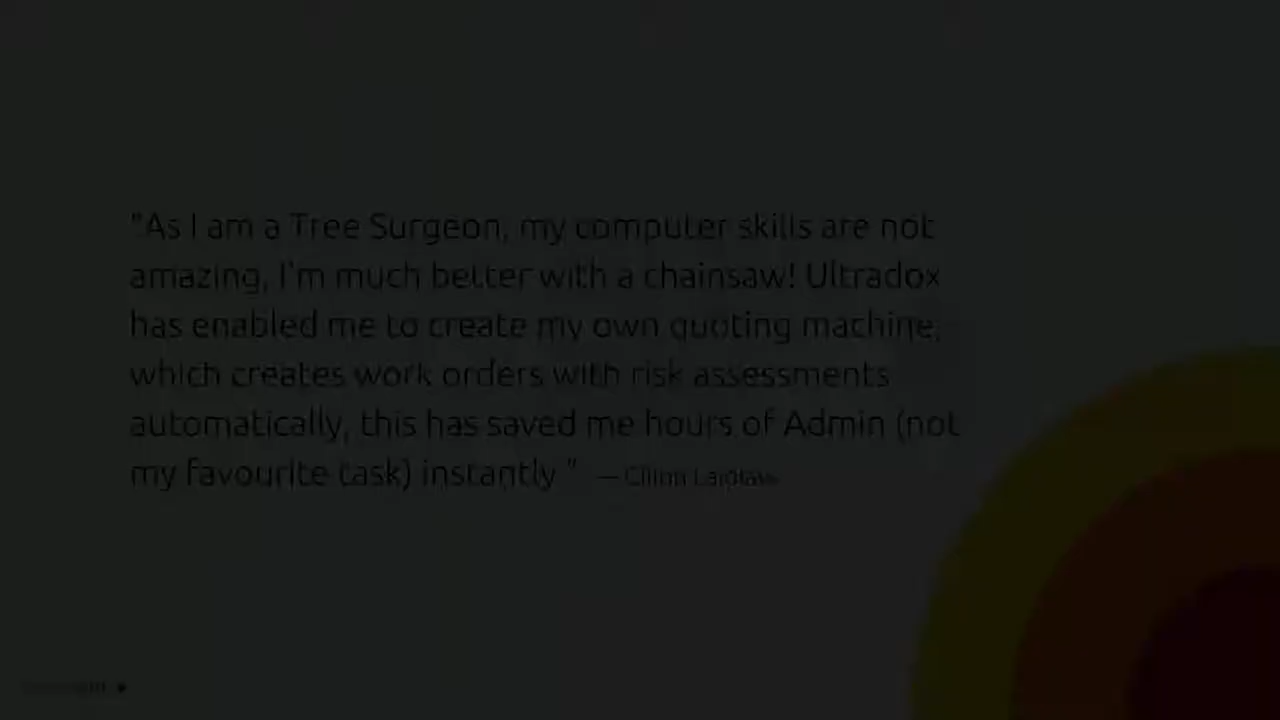 "As I am a Tree Surgeon, my computer skills are not
amazing, I'm much better with a chainsaw! Ultradox
has enabled me to create my own quoting machine,
which creates work orders with risk assessments
automatically, this has saved me hours of Admin (not
my favourite task) instantly." —